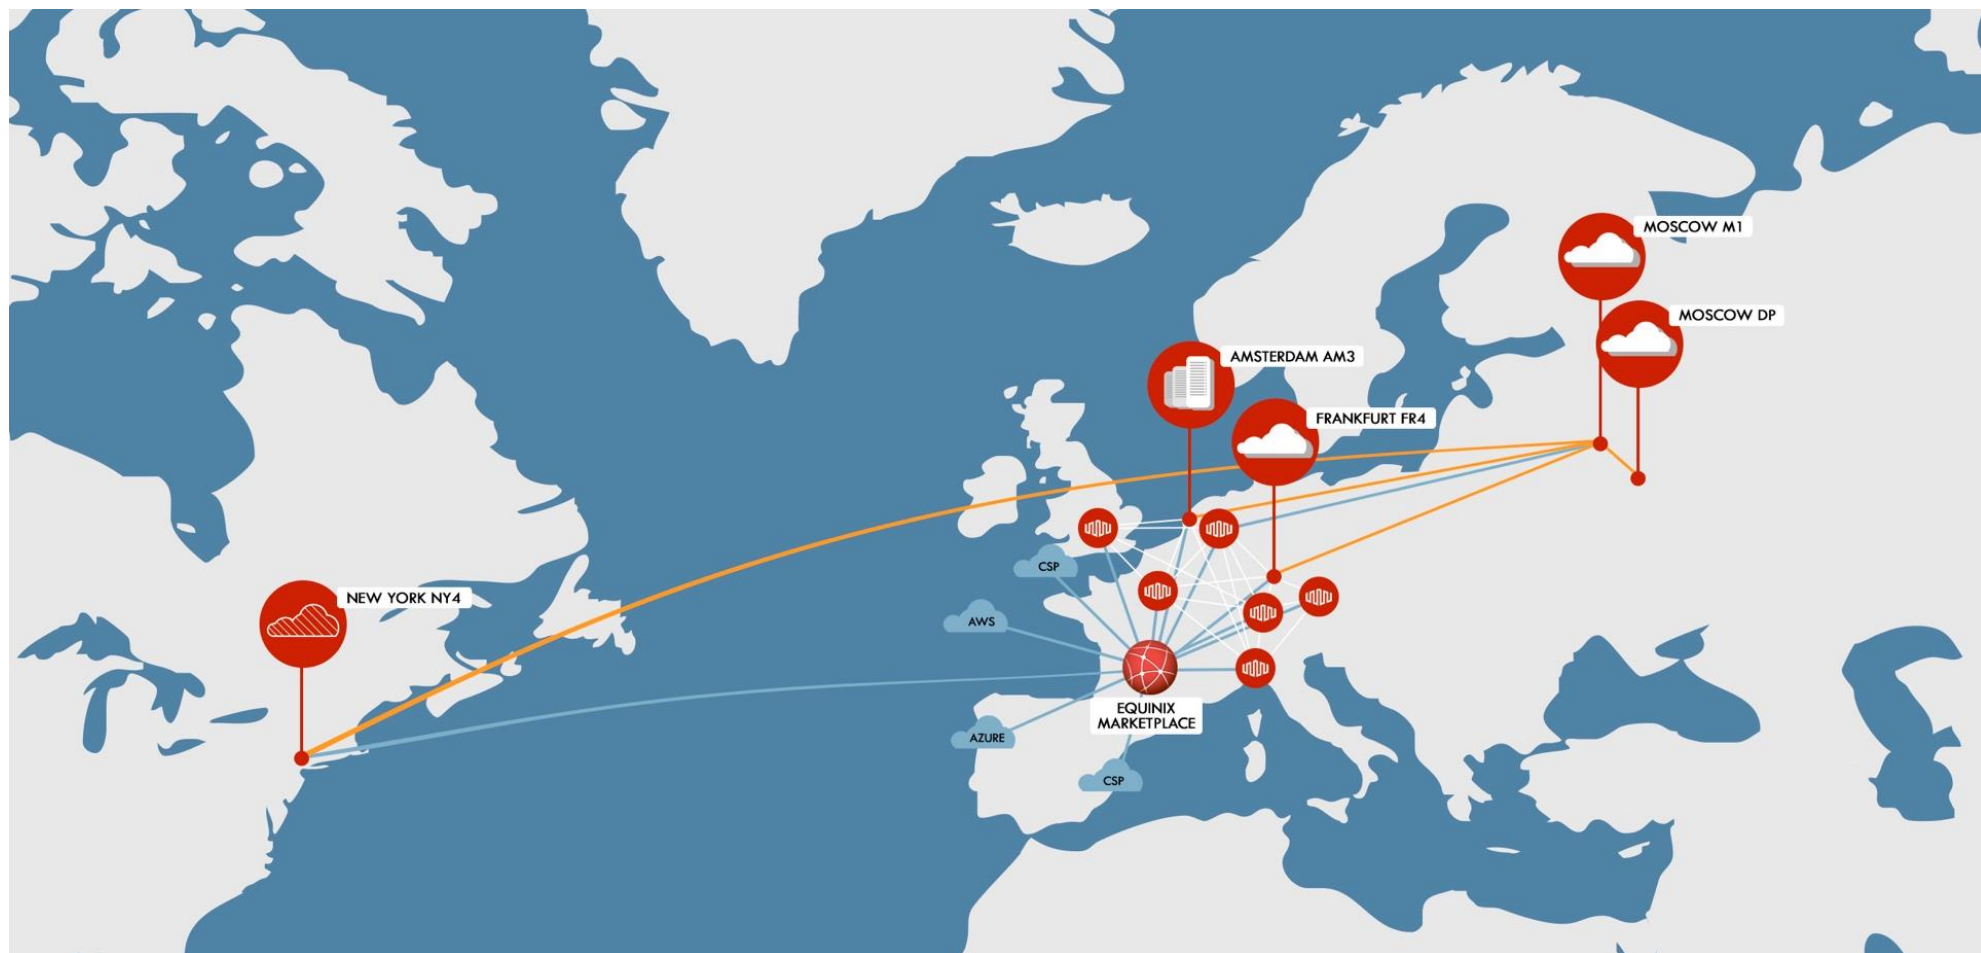 MOSCOW M1
MOSCOW DP
AMSTERDAM AM3
FRANKFURT FR4
CSP
NEW YORK NY4
AWS
EQUINIX
MARKETPLACE
AZURE
CSP